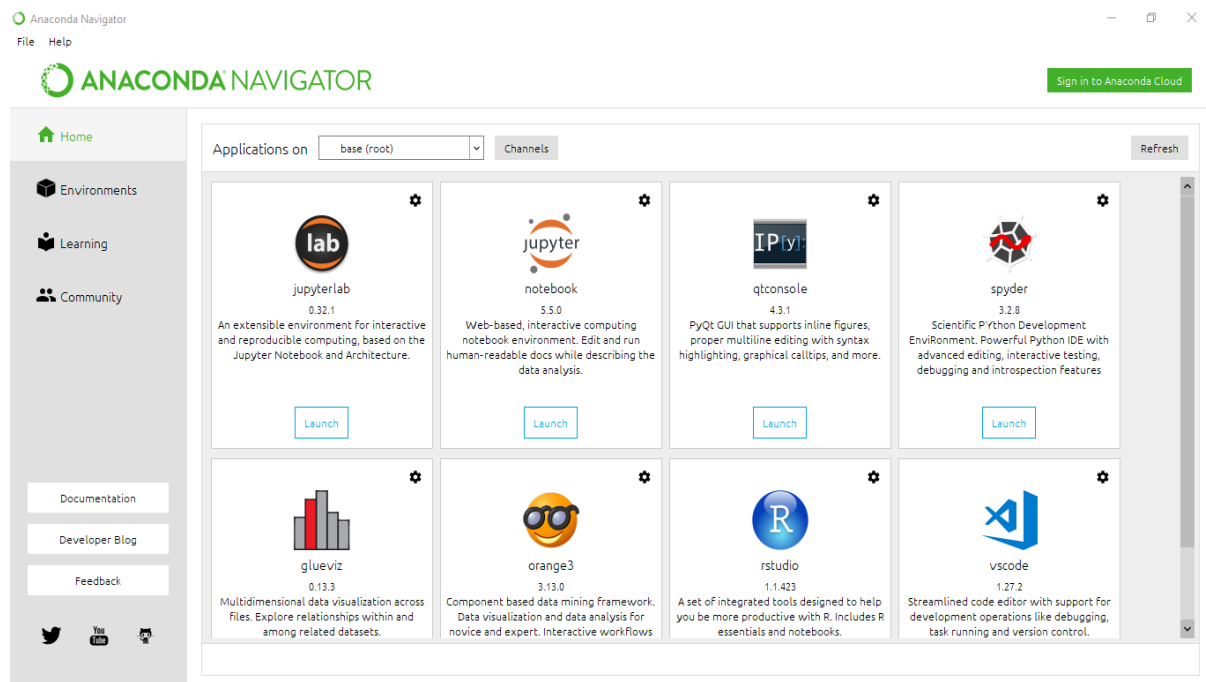 Anaconda Navigator
File Help
ANACONDA NAVIGATOR
Sign in to Anaconda Cloud
Home
Environments
Learning
Community
Documentation
Developer Blog
Feedback
You
Tube
Applications on base (root) Channels Refresh
lab
jupyterlab
0.32.1
An extensible environment for interactive
and reproducible computing, based on the
Jupyter Notebook and Architecture.
Launch
jupyter
notebook
5.5.0
Web-based, interactive computing
notebook environment. Edit and run
human-readable docs while describing the
data analysis.
Launch
IP[y]:
qtconsole
4.3.1
PyQt GUI that supports inline figures,
proper multiline editing with syntax
highlighting, graphical calltips, and more.
Launch
spyder
3.2.8
Scientific PYthon Development
EnviRonment. Powerful Python IDE with
advanced editing, interactive testing,
debugging and introspection features
Launch
glueviz
0.13.3
Multidimensional data visualization across
files. Explore relationships within and
among related datasets.
orange3
3.13.0
Component based data mining framework.
Data visualization and data analysis for
novice and expert. Interactive workflows
R
rstudio
1.1.423
A set of integrated tools designed to help
you be more productive with R. Includes R
essentials and notebooks.
vscode
1.27.2
Streamlined code editor with support for
development operations like debugging,
task running and version control.